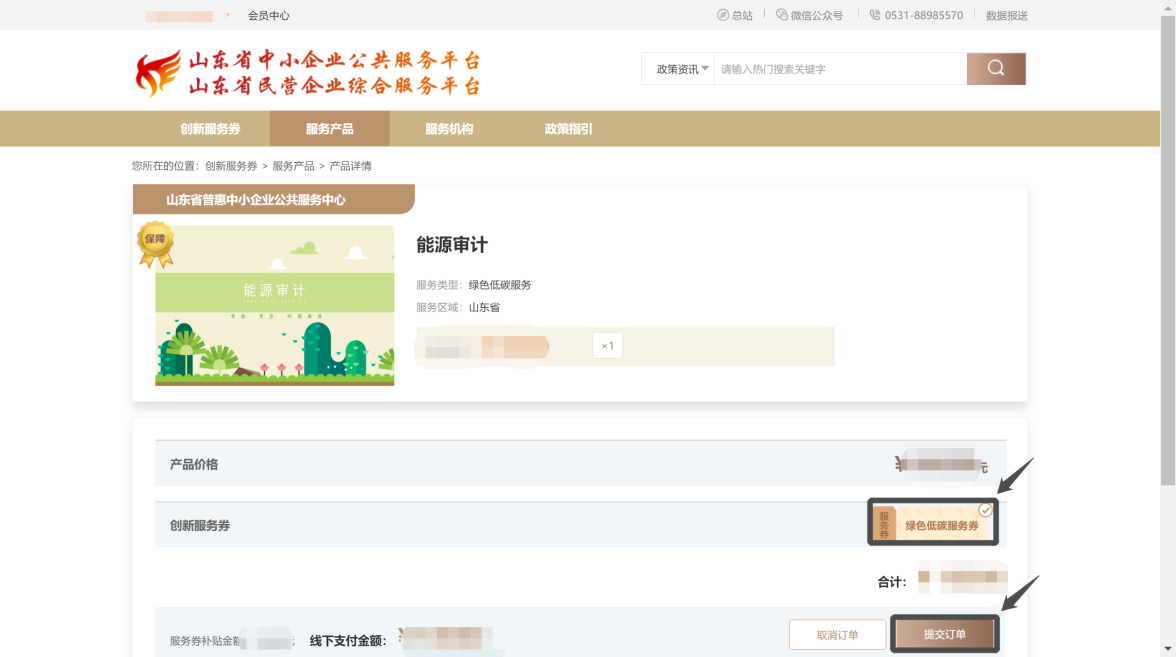 会员中心
总站
微信公众号
0531-88985570
数据报送
山东省中小企业公共服务平台
山东省民营企业综合服务平台
政策资讯
请输入热门搜索关键字
创新服务券
服务产品
服务机构
政策指引
您所在的位置：创新服务券 > 服务产品 > 产品详情
山东省普惠中小企业公共服务中心
保障
能源审计
能源审计
服务类型：绿色低碳服务
服务区域：山东省
×1
产品价格
¥ 元
创新服务券
服务券
绿色低碳服务券
合计：
服务券补贴金额
线下支付金额：
取消订单
提交订单